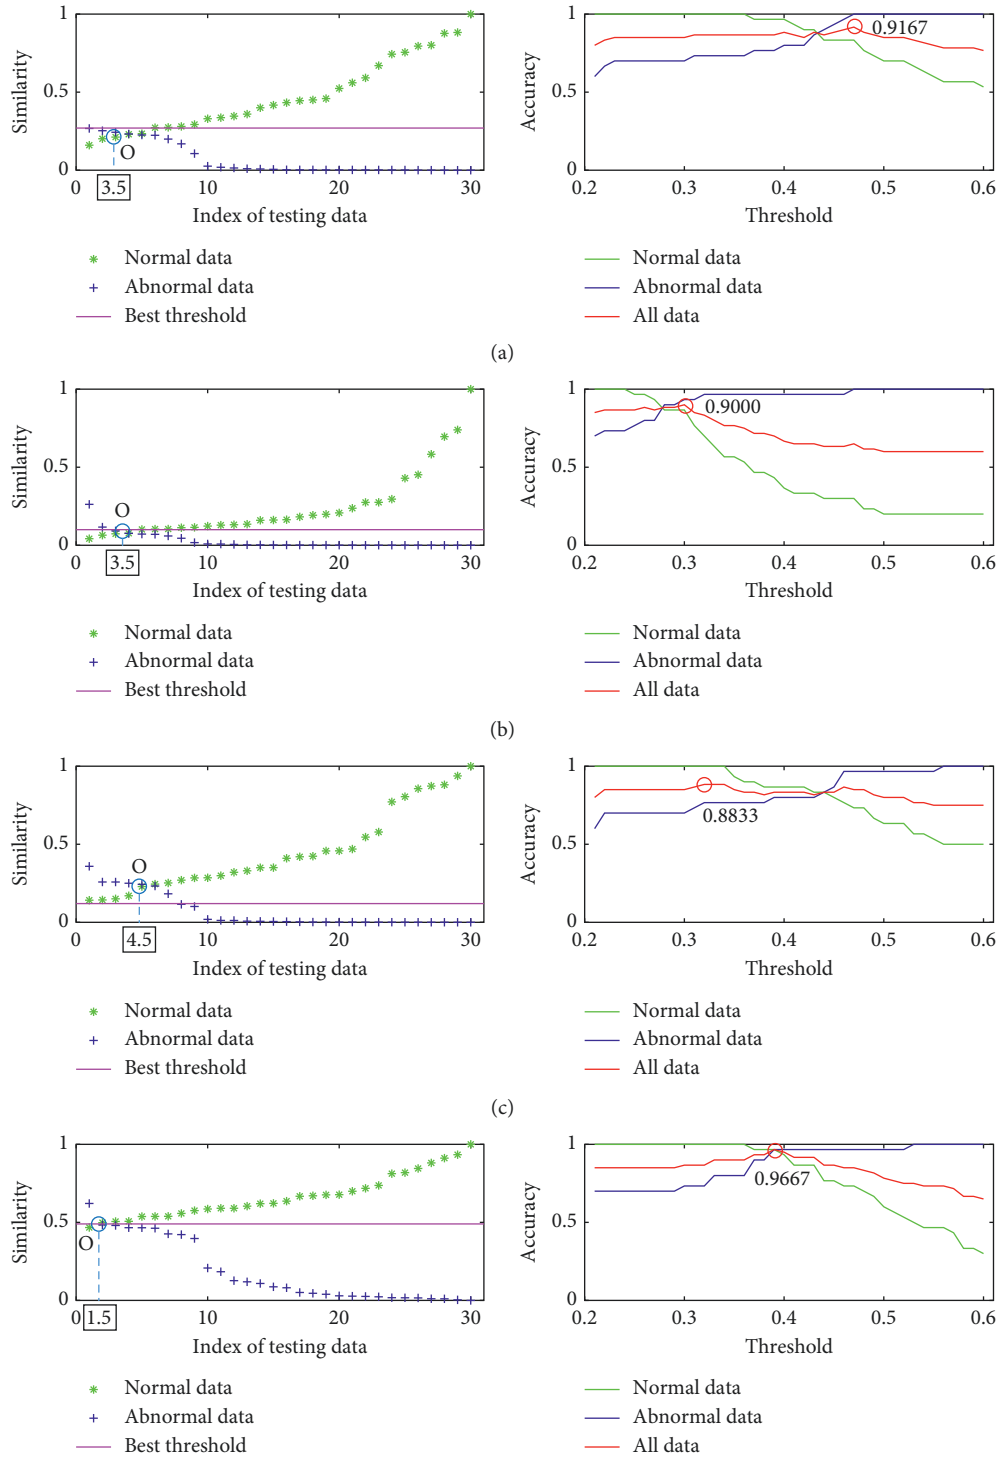 1
0.5
0
Similarity
O
0
3.5
10
20
30
Index of testing data
Normal data
Abnormal data
Best threshold
1
0.5
0
Accuracy
0.9167
0.2
0.3
0.4
0.5
0.6
Threshold
Normal data
Abnormal data
All data
(a)
1
0.5
0
Similarity
O
0
3.5
10
20
30
Index of testing data
Normal data
Abnormal data
Best threshold
1
0.5
0
Accuracy
0.9000
0.2
0.3
0.4
0.5
0.6
Threshold
Normal data
Abnormal data
All data
(b)
1
0.5
0
Similarity
O
0
4.5
10
20
30
Index of testing data
Normal data
Abnormal data
Best threshold
1
0.5
0
Accuracy
0.8833
0.2
0.3
0.4
0.5
0.6
Threshold
Normal data
Abnormal data
All data
(c)
1
0.5
0
Similarity
O
0
1.5
10
20
30
Index of testing data
Normal data
Abnormal data
Best threshold
1
0.5
0
Accuracy
0.9667
0.2
0.3
0.4
0.5
0.6
Threshold
Normal data
Abnormal data
All data